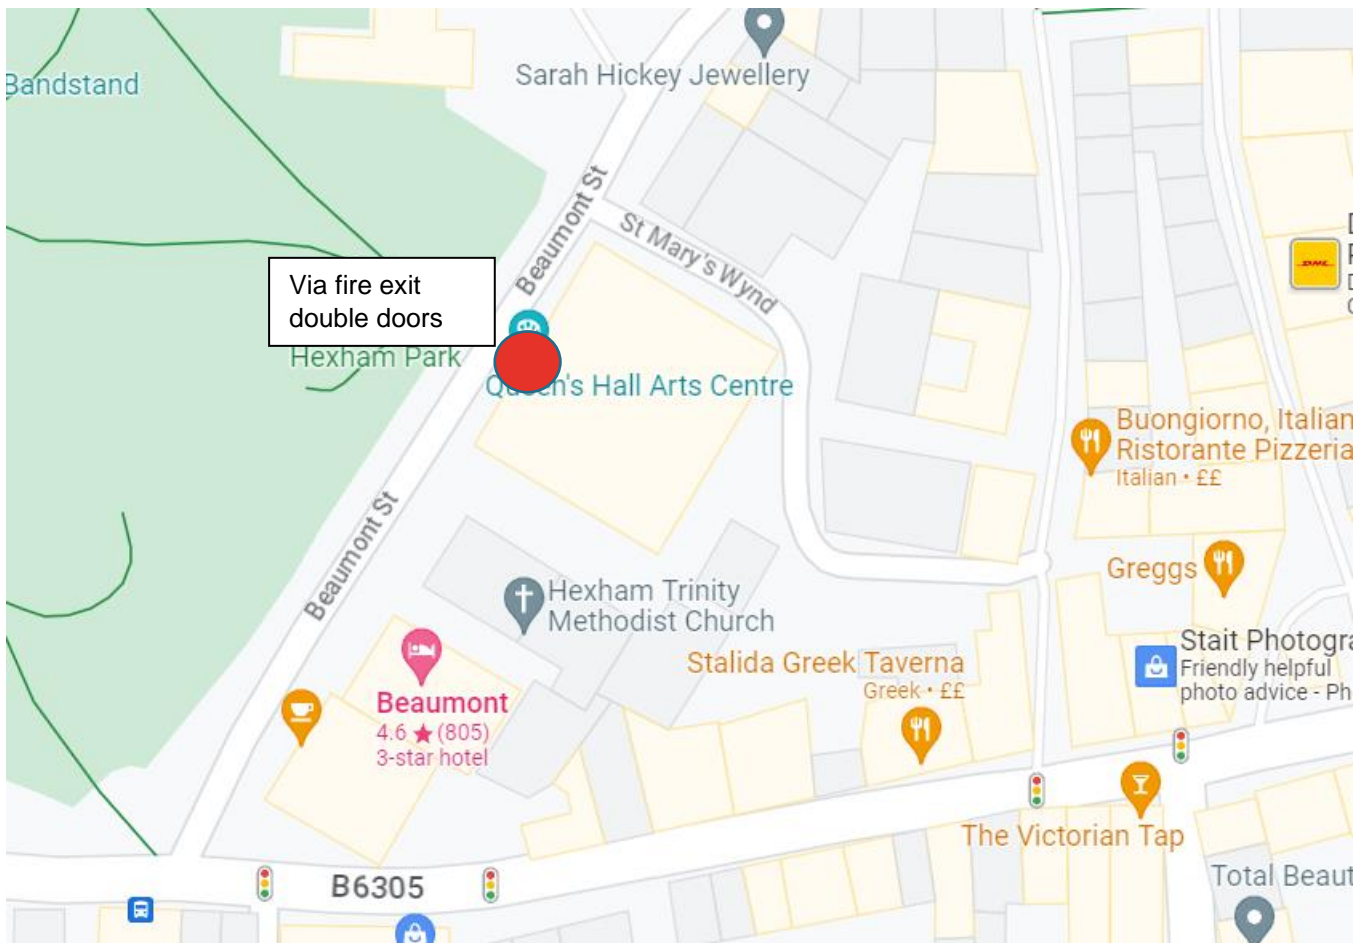 Bandstand
Sarah Hickey Jewellery
Beaumont St
St Mary's Wynd
DHL
Via fire exit
double doors
Hexham Park
Queen's Hall Arts Centre
Buongiorno, Italian
Ristorante Pizzeria
Italian • ££
Beaumont St
Greggs
Hexham Trinity
Methodist Church
Stait Photogra
Friendly helpful
photo advice - Ph
Stalida Greek Taverna
Greek • ££
Beaumont
4.6 ★ (805)
3-star hotel
The Victorian Tap
B6305
Total Beaut